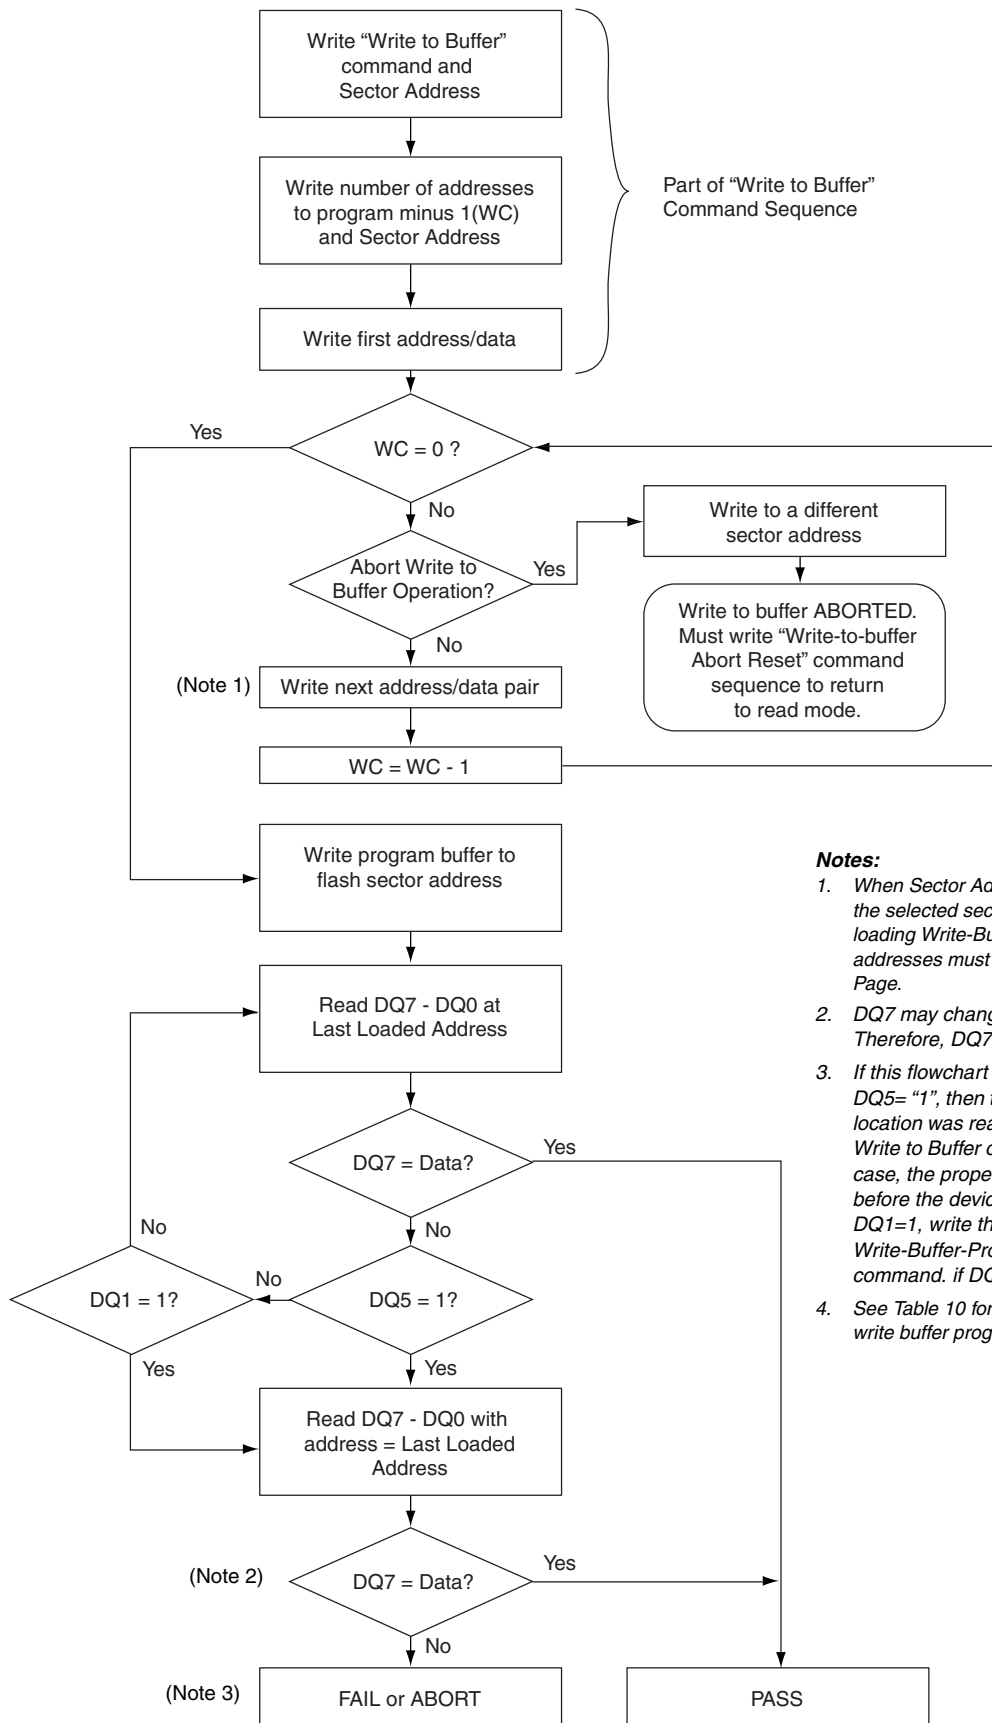 Write “Write to Buffer”
command and
Sector Address
Write number of addresses
to program minus 1(WC)
and Sector Address
Part of “Write to Buffer”
Command Sequence
Write first address/data
Yes
WC = 0 ?
No
Write to a different
sector address
Abort Write to
Buffer Operation?
Yes
No
Write to buffer ABORTED.
Must write “Write-to-buffer
Abort Reset” command
sequence to return
to read mode.
(Note 1)
Write next address/data pair
WC = WC - 1
Write program buffer to
flash sector address
Notes:
1. When Sector Ad
the selected sec
loading Write-Bu
addresses must
Page.
2. DQ7 may chang
Therefore, DQ7
3. If this flowchart
DQ5= “1”, then t
location was rea
Write to Buffer o
case, the prope
before the devic
DQ1=1, write th
Write-Buffer-Pro
command. if DQ
4. See Table 10 for
write buffer prog
Read DQ7 - DQ0 at
Last Loaded Address
DQ7 = Data?
Yes
No
No
DQ1 = 1?
No
DQ5 = 1?
Yes
Yes
Read DQ7 - DQ0 with
address = Last Loaded
Address
(Note 2)
DQ7 = Data?
Yes
No
(Note 3)
FAIL or ABORT
PASS